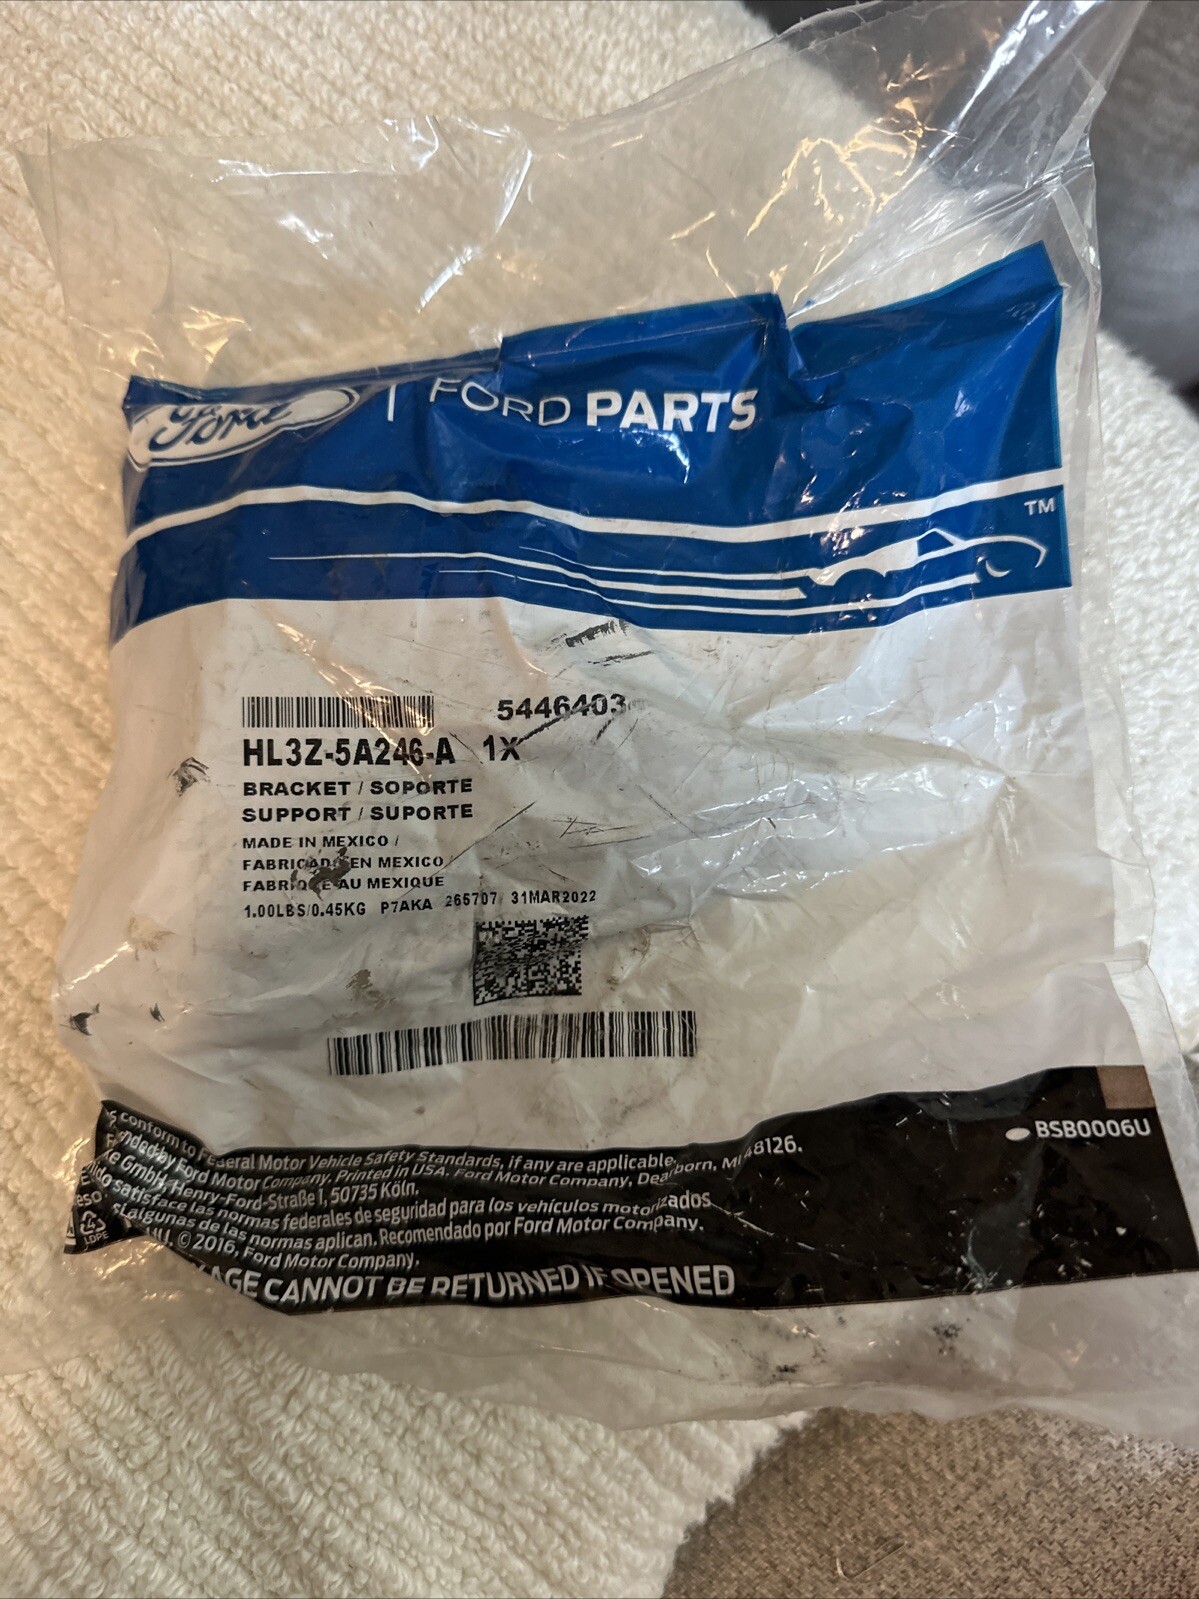 Ford | FORD PARTS
TM
5446403
HL3Z-5A246-A 1X
BRACKET / SOPORTE
SUPPORT / SUPORTE
MADE IN MEXICO /
FABRICADO EN MEXICO/
FABRIQUE AU MEXIQUE
1.00LBS/0.45KG P7AKA 265707 31MAR2022
BSB0006U
conform to Federal Motor Vehicle Safety Standards, if any are applicable.
by Ford Motor Company. Printed in USA. Ford Motor Company, Dearborn, MI 48126.
GmbH, Henry-Ford-Straße 1, 50735 Köln.
satisface las normas federales de seguridad para los vehículos motorizados
algunas de las normas aplican. Recomendado por Ford Motor Company.
© 2016, Ford Motor Company.
LDPE
CANNOT BE RETURNED IF OPENED